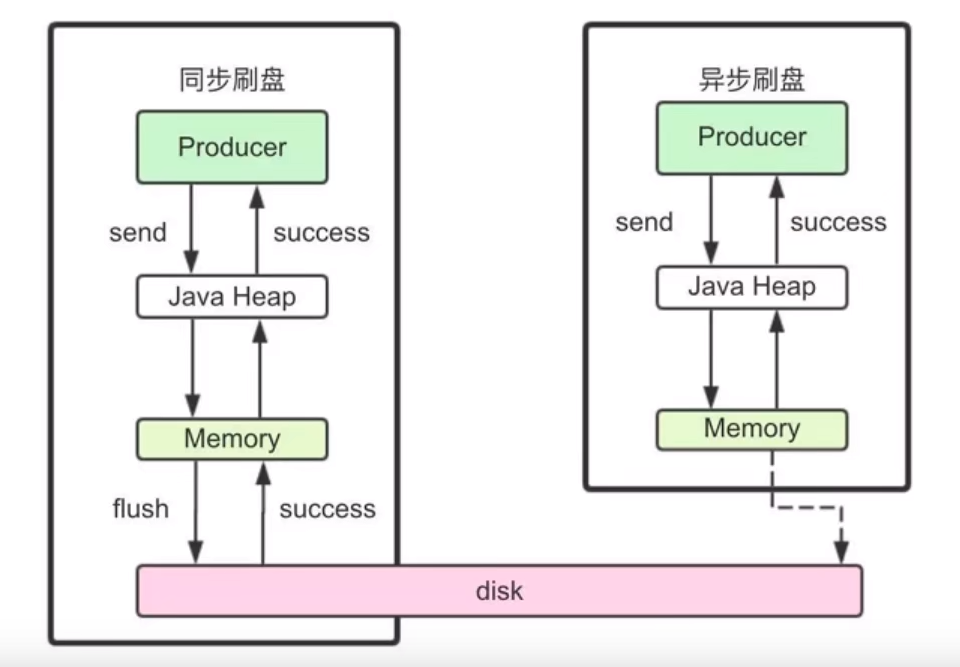 同步刷盘
Producer
send
success
Java Heap
Memory
flush
success
异步刷盘
Producer
send
success
Java Heap
Memory
disk